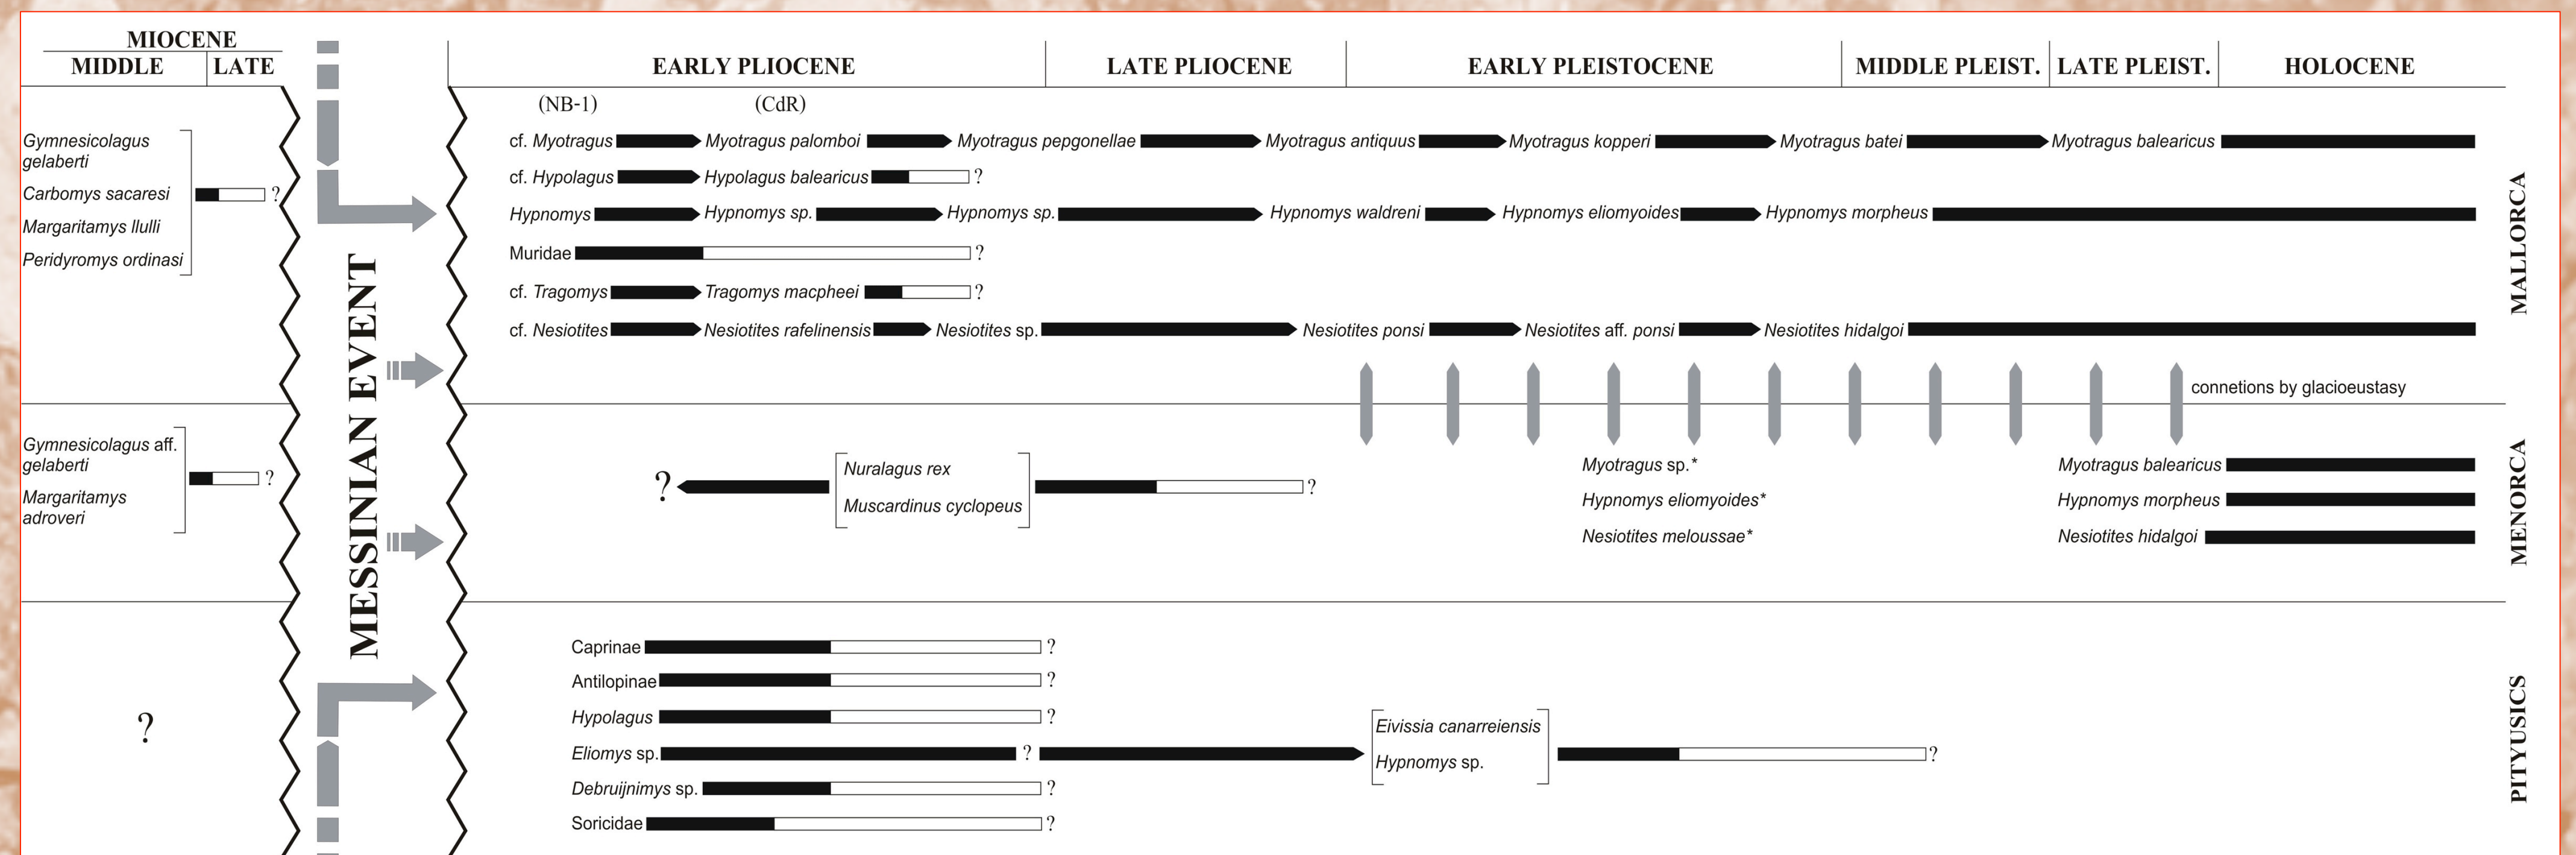 MIOCENE
MIDDLE LATE EARLY PLIOCENE LATE PLIOCENE EARLY PLEISTOCENE MIDDLE PLEIST. LATE PLEIST. HOLOCENE
(NB-1) (CdR)
Gymnesicolagus
gelaberti
Carbomys sacaresi
Margaritamys llulli
Peridyromys ordinasi
?
MESSINIAN EVENT
cf. Myotragus Myotragus palomboi Myotragus pepgonellae Myotragus antiquus Myotragus kopperi Myotragus batei Myotragus balearicus
cf. Hypolagus Hypolagus balearicus ?
Hypnomys Hypnomys sp. Hypnomys sp. Hypnomys waldreni Hypnomys eliomyoides Hypnomys morpheus
Muridae ?
cf. Tragomys Tragomys macpheei ?
cf. Nesiotites Nesiotites rafelinensis Nesiotites sp. Nesiotites ponsi Nesiotites aff. ponsi Nesiotites hidalgoi
MALLORCA
connetions by glacioeustasy
Gymnesicolagus aff.
gelaberti
Margaritamys
adroveri
?
? Nuralagus rex
Muscardinus cyclopeus
?
Myotragus sp.* Myotragus balearicus
Hypnomys eliomyoides* Hypnomys morpheus
Nesiotites meloussae* Nesiotites hidalgoi
MENORCA
?
Caprinae ?
Antilopinae ?
Hypolagus ?
Eliomys sp. ? Eivissia canarreiensis
Hypnomys sp.
?
Debruijnimys sp. ?
Soricidae ?
PITYUSICS